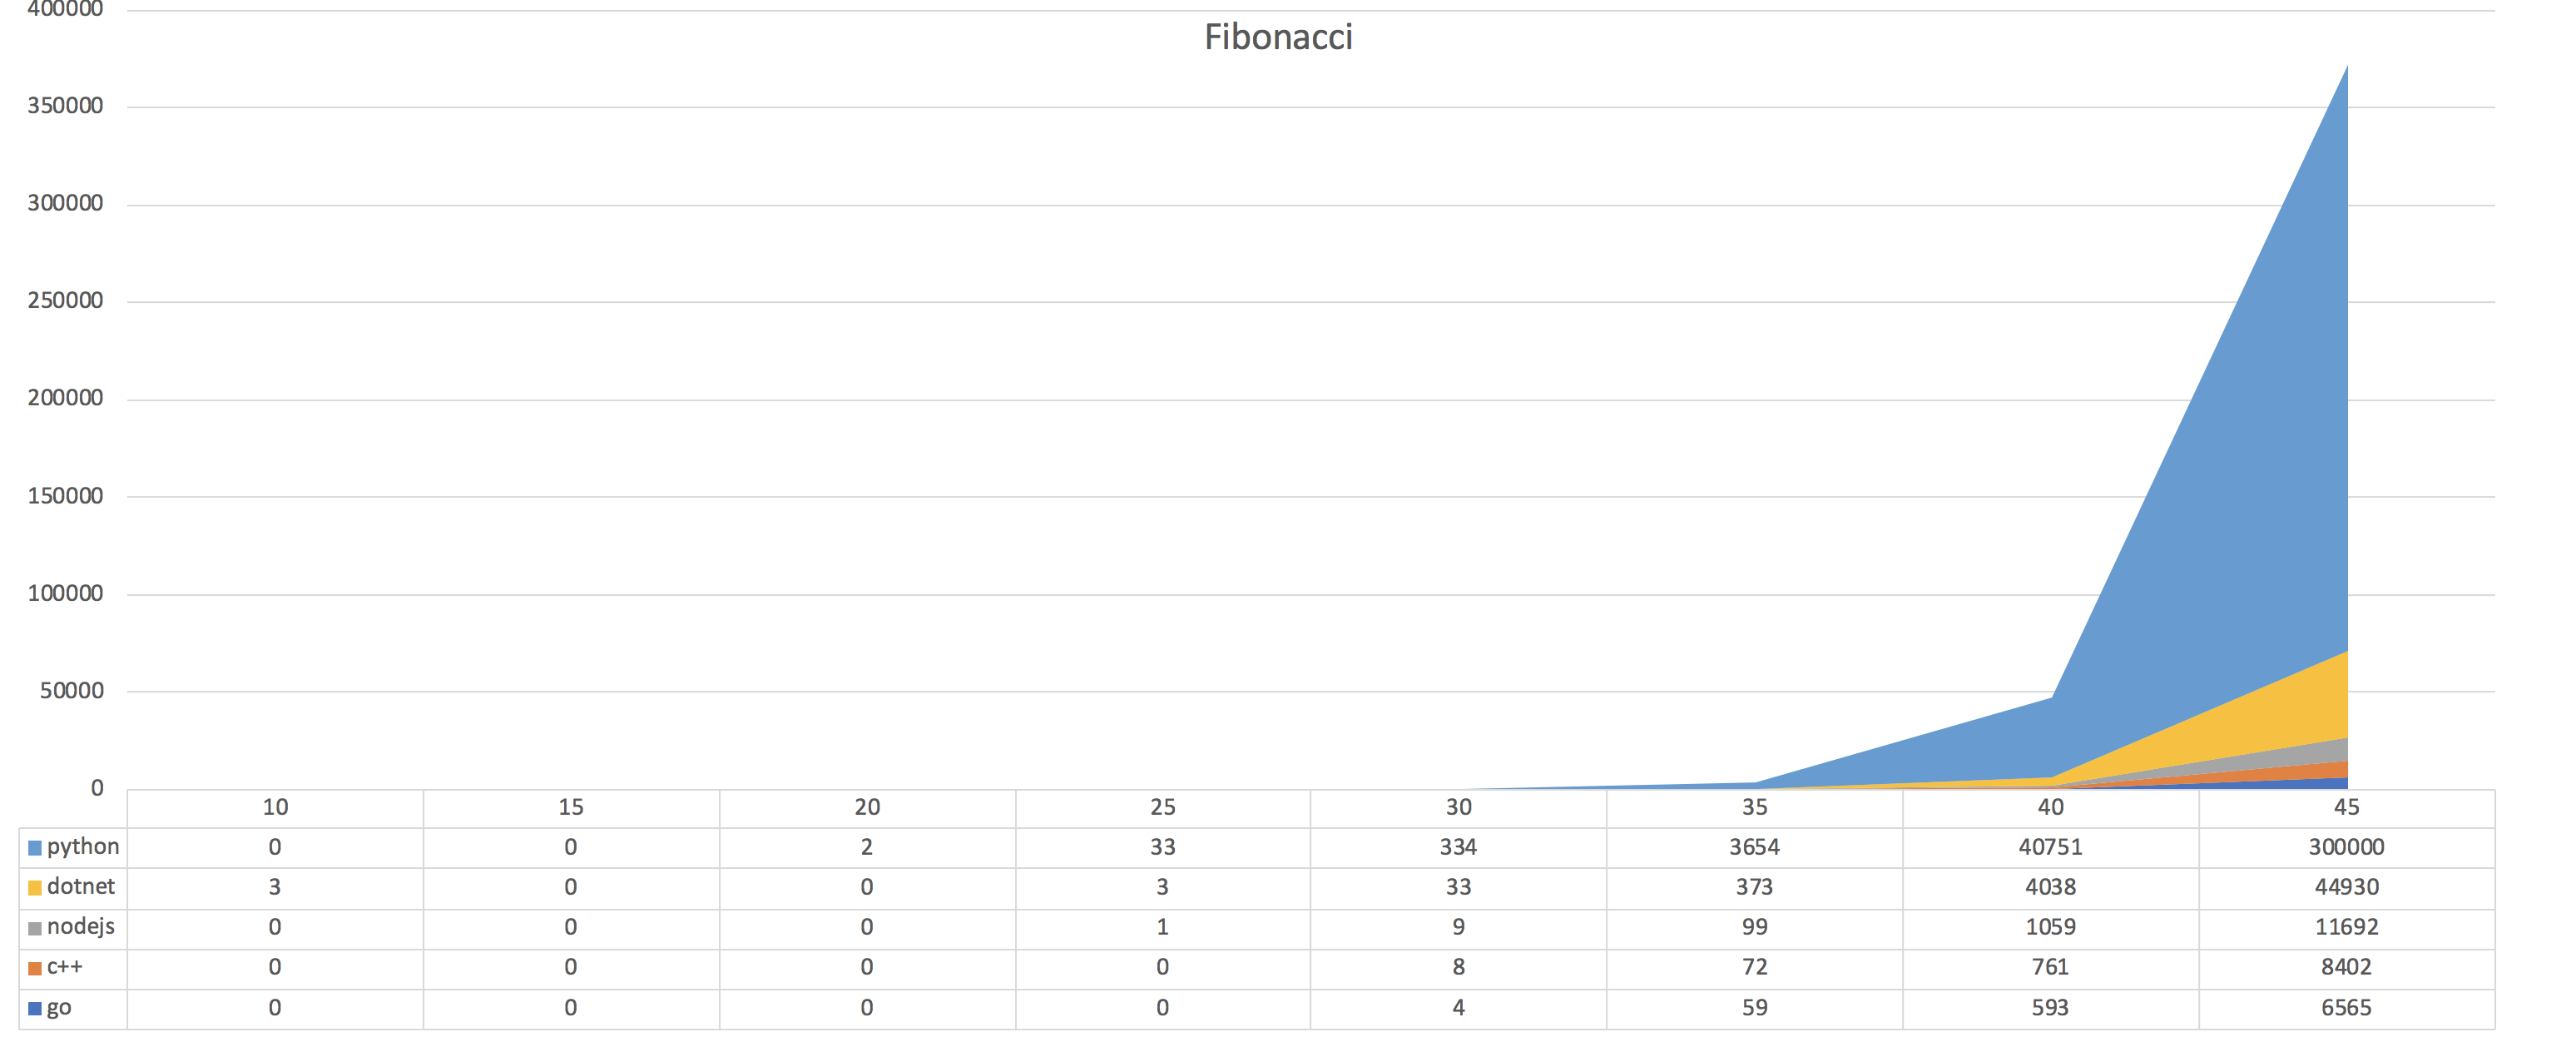 400000
Fibonacci
350000
300000
250000
200000
150000
100000
50000
0
10 15 20 25 30 35 40 45
python 0 0 2 33 334 3654 40751 300000
dotnet 3 0 0 3 33 373 4038 44930
nodejs 0 0 0 1 9 99 1059 11692
c++ 0 0 0 0 8 72 761 8402
go 0 0 0 0 4 59 593 6565